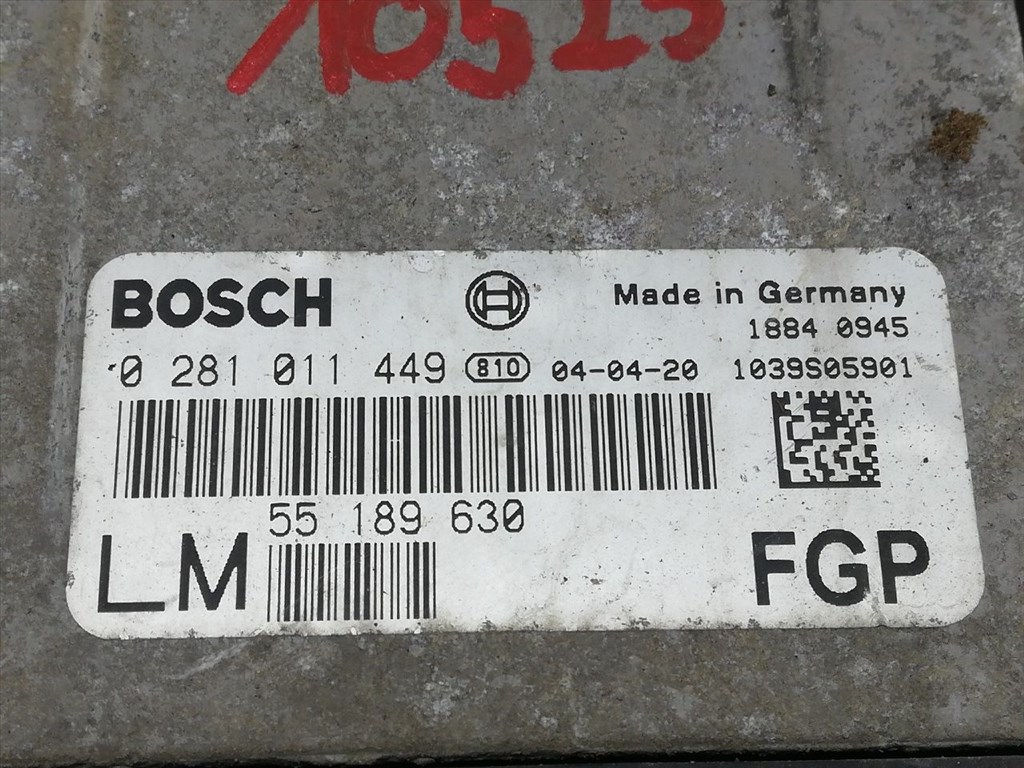 10525
BOSCH Made in Germany
1884 0945
0 281 011 449 810 04-04-20 1039S05901
55 189 630
LM FGP